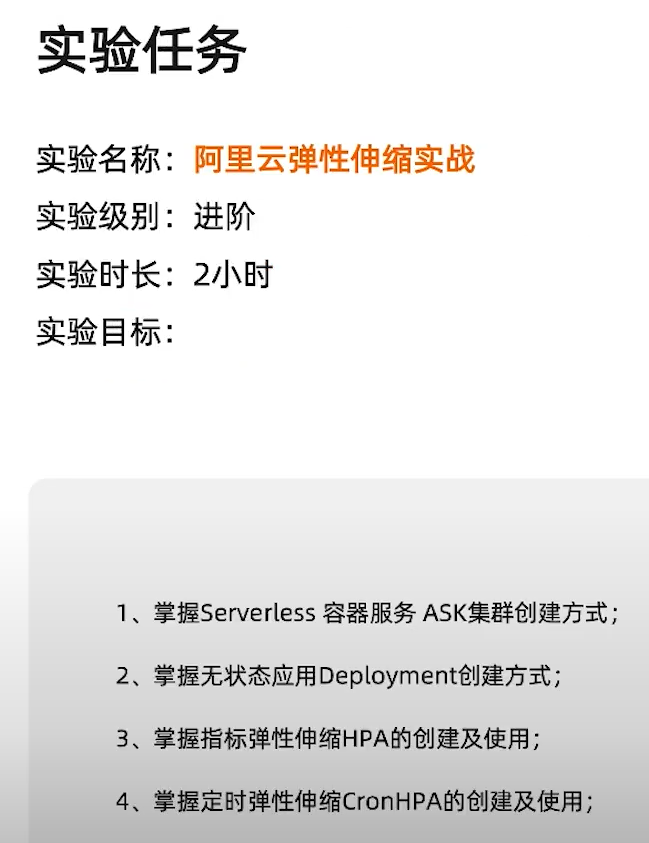 实验任务
实验名称：阿里云弹性伸缩实战
实验级别：进阶
实验时长：2小时
实验目标：
1、掌握Serverless 容器服务 ASK集群创建方式；
2、掌握无状态应用Deployment创建方式；
3、掌握指标弹性伸缩HPA的创建及使用；
4、掌握定时弹性伸缩CronHPA的创建及使用；